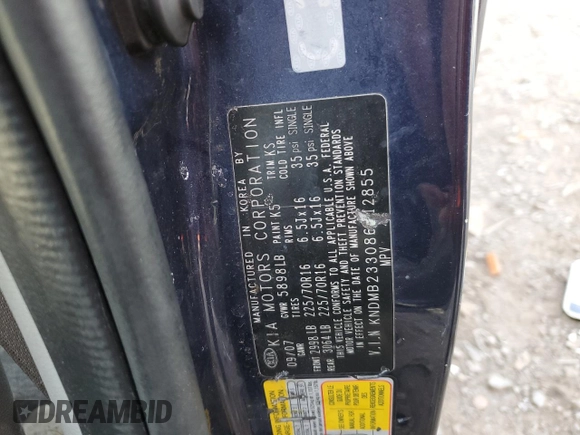 MANUFACTURED IN KOREA BY
KIA MOTORS CORPORATION
09/07 GVWR 5898LB PAINT K5 TRIM KS
GAWR TIRES RIMS COLD TIRE INFL
FRONT 2998LB 225/70R16 6.5Jx16 35 psi SINGLE
REAR 3094LB 225/70R16 6.5Jx16 35 psi SINGLE
THIS VEHICLE CONFORMS TO ALL APPLICABLE U.S.A. FEDERAL
MOTOR VEHICLE SAFETY AND THEFT PREVENTION STANDARDS
IN EFFECT ON THE DATE OF MANUFACTURE SHOWN ABOVE
V.I.N KNDMB233086 12855
MPV
DREAMBID